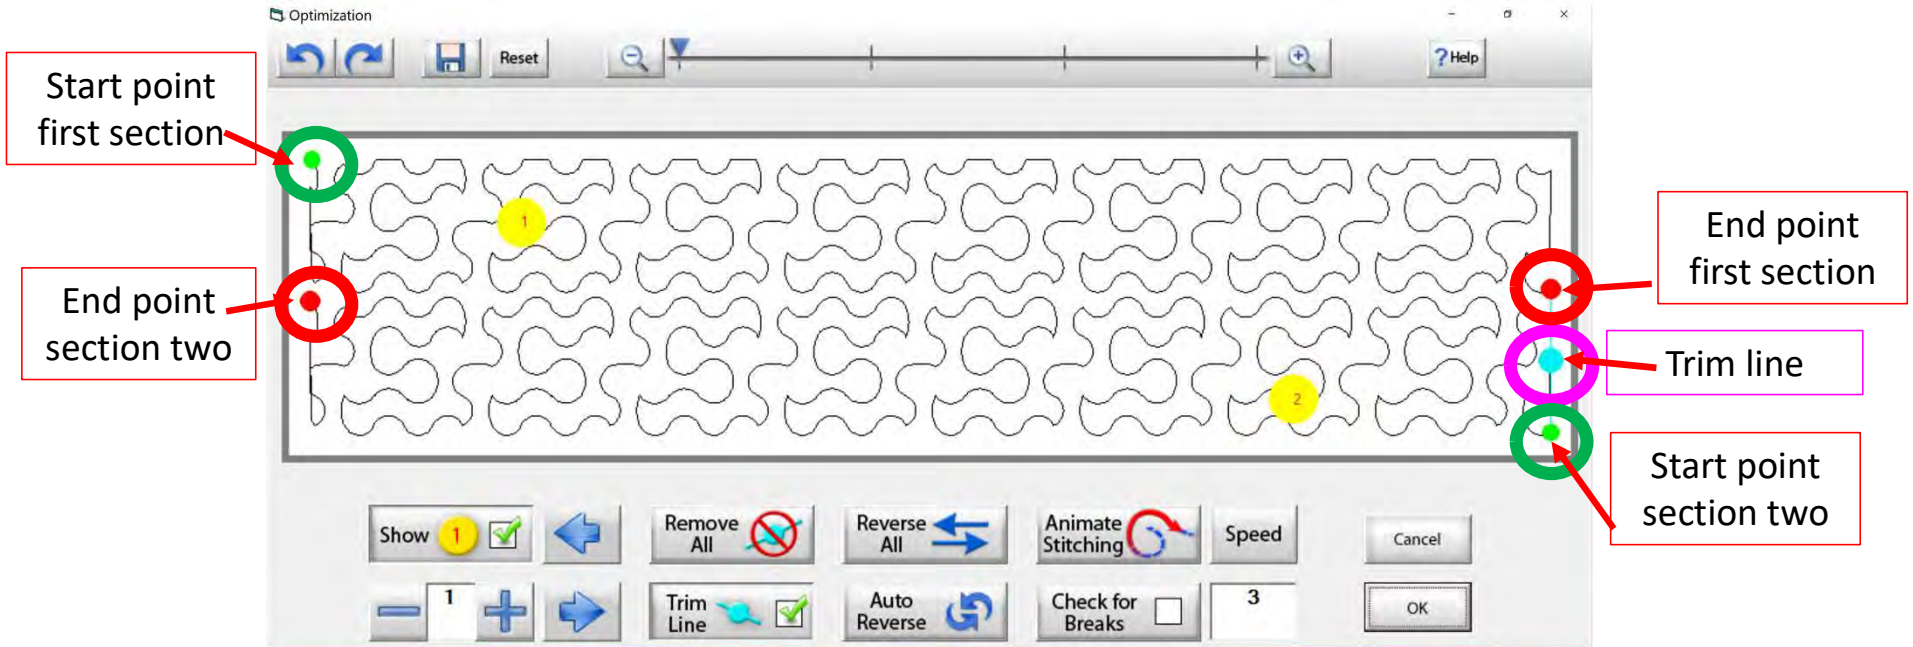 Optimization
Reset
? Help
Start point
first section
End point
section two
1
2
End point
first section
Trim line
Start point
section two
Show 1
Remove
All
Reverse
All
Animate
Stitching
Speed
Cancel
1
Trim
Line
Auto
Reverse
Check for
Breaks
3
OK